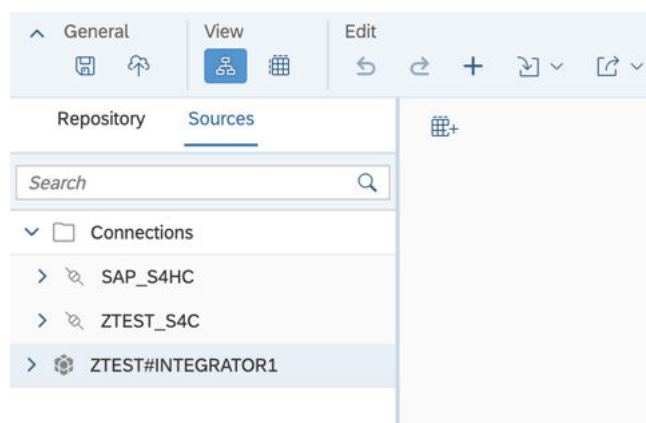 General View Edit
Repository Sources
Search
Connections
SAP_S4HC
ZTEST_S4C
ZTEST#INTEGRATOR1